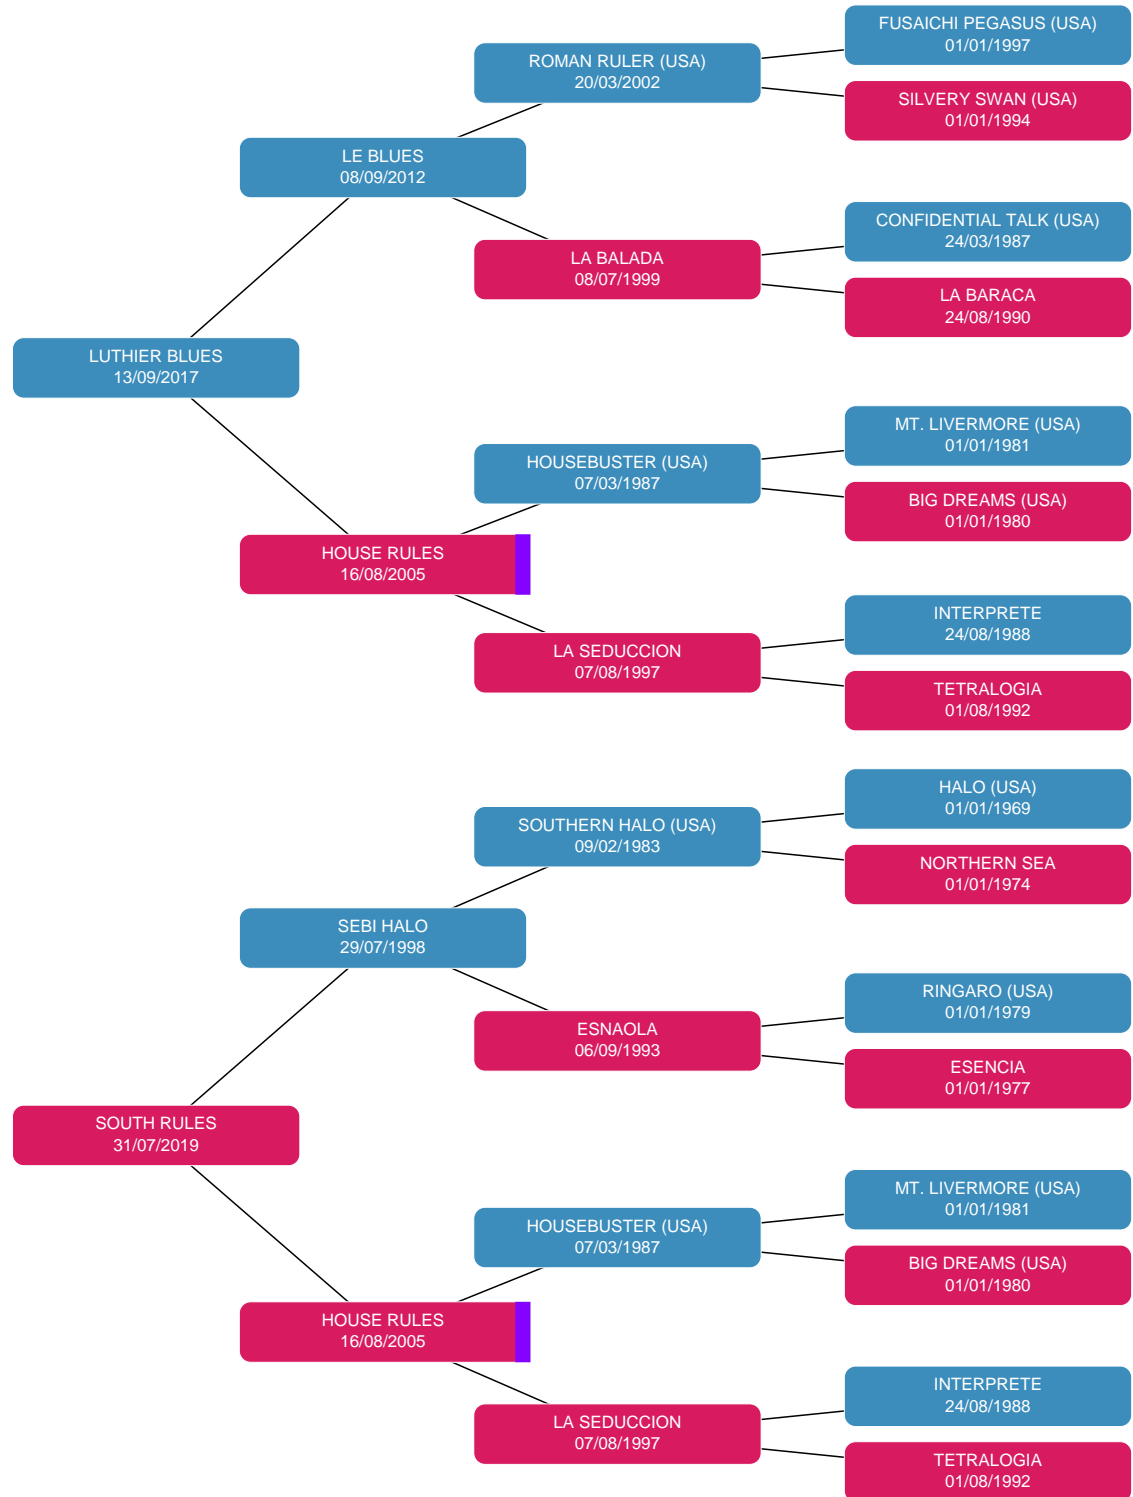 FUSAICHI PEGASUS (USA)
01/01/1997
ROMAN RULER (USA)
20/03/2002
SILVERY SWAN (USA)
01/01/1994
LE BLUES
08/09/2012
CONFIDENTIAL TALK (USA)
24/03/1987
LA BALADA
08/07/1999
LA BARACA
24/08/1990
LUTHIER BLUES
13/09/2017
MT. LIVERMORE (USA)
01/01/1981
HOUSEBUSTER (USA)
07/03/1987
BIG DREAMS (USA)
01/01/1980
HOUSE RULES
16/08/2005
INTERPRETE
24/08/1988
LA SEDUCCION
07/08/1997
TETRALOGIA
01/08/1992
HALO (USA)
01/01/1969
SOUTHERN HALO (USA)
09/02/1983
NORTHERN SEA
01/01/1974
SEBI HALO
29/07/1998
RINGARO (USA)
01/01/1979
ESNAOLA
06/09/1993
ESENCIA
01/01/1977
SOUTH RULES
31/07/2019
MT. LIVERMORE (USA)
01/01/1981
HOUSEBUSTER (USA)
07/03/1987
BIG DREAMS (USA)
01/01/1980
HOUSE RULES
16/08/2005
INTERPRETE
24/08/1988
LA SEDUCCION
07/08/1997
TETRALOGIA
01/08/1992